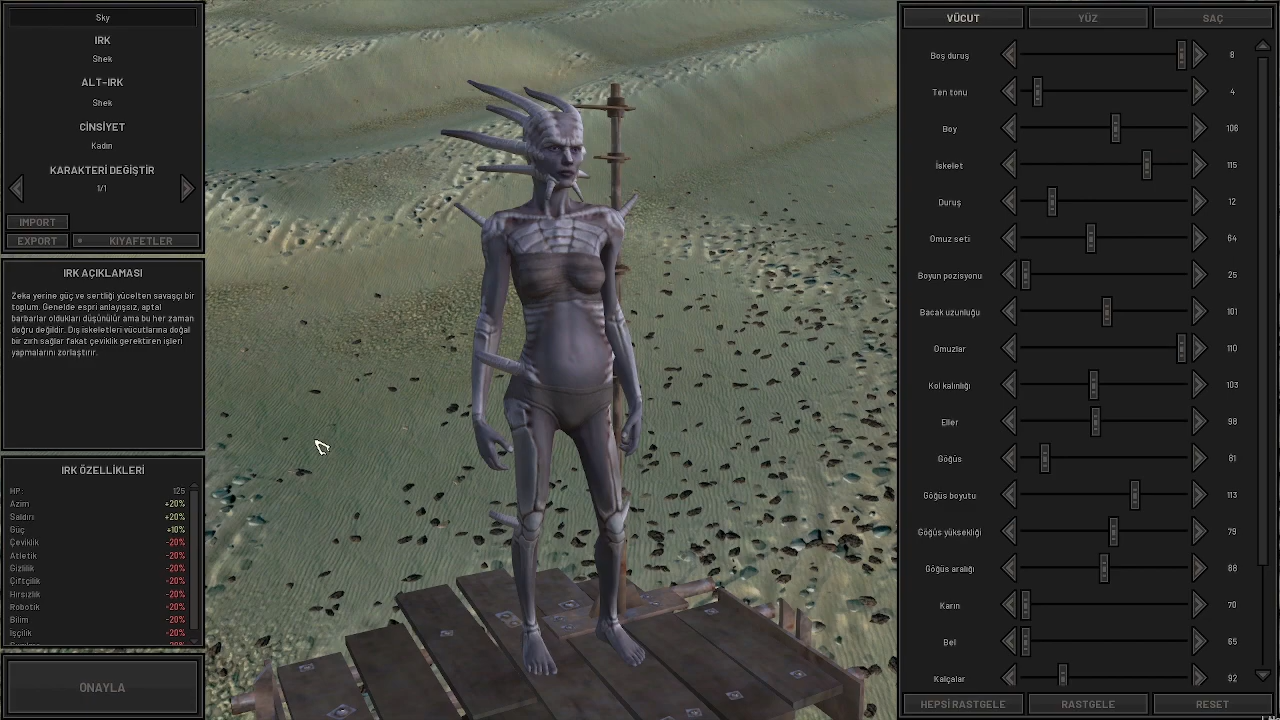 Sky
IRK
Shek
ALT-IRK
Shek
CİNSİYET
Kadın
KARAKTERİ DEĞİŞTİR
1/1
IMPORT
EXPORT
KIYAFETLER
IRK AÇIKLAMASI
Zeka yerine güç ve sertliği yücelten savaşçı bir
toplum. Genelde espri anlayışsız, aptal
barbarlar oldukları düşünülür ama bu her zaman
doğru değildir. Dış iskeletleri vücutlarına doğal
bir zırh sağlar fakat çeviklik gerektiren işleri
yapmalarını zorlaştırır.
IRK ÖZELLİKLERİ
HP: 125
Azim +20%
Saldırı +20%
Güç +10%
Çeviklik -20%
Atletik -20%
Gizlilik -20%
Çiftçilik -20%
Hırsızlık -20%
Robotik -20%
Bilim -20%
İşçilik -20%
ONAYLA
VÜCUT
YÜZ
SAÇ
Boş duruş 8
Ten tonu 4
Boy 106
İskelet 115
Duruş 12
Omuz seti 64
Boyun pozisyonu 25
Bacak uzunluğu 101
Omuzlar 110
Kol kalınlığı 103
Eller 98
Göğüs 81
Göğüs boyutu 113
Göğüs yüksekliği 79
Göğüs aralığı 88
Karın 70
Bel 65
Kalçalar 92
HEPSİ RASTGELE
RASTGELE
RESET